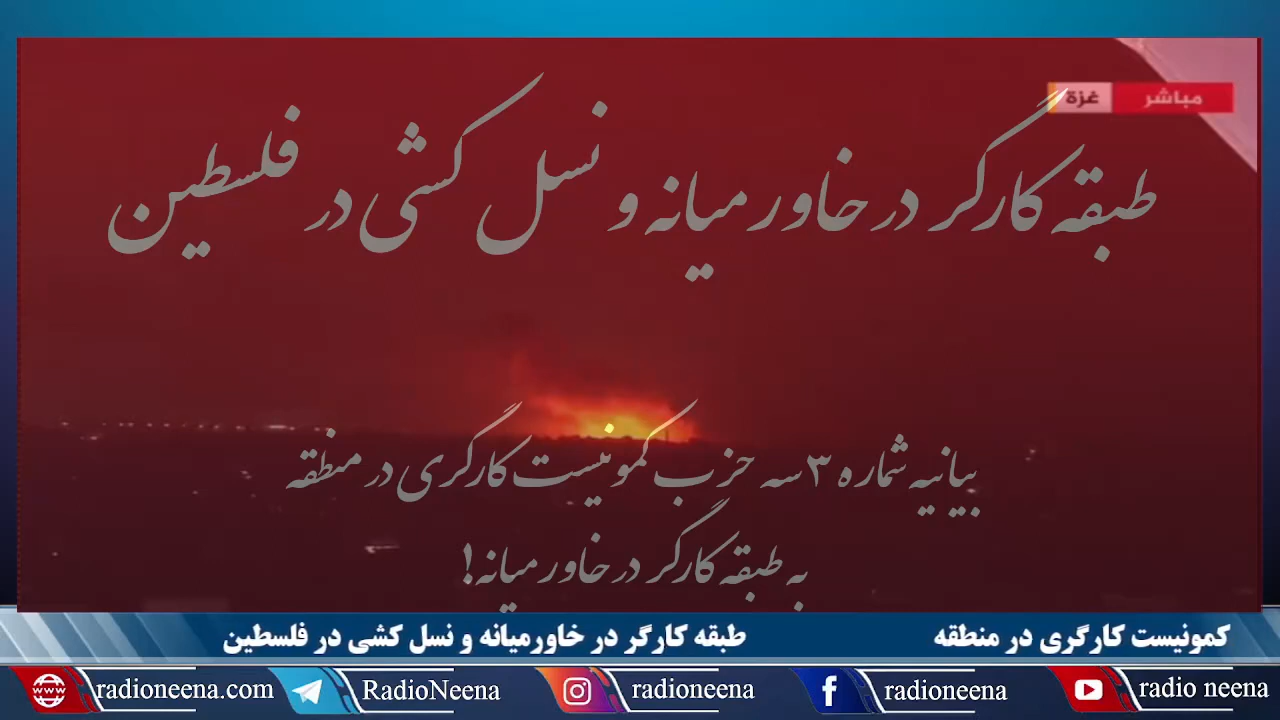 غزة مباشر
طبقه کارگر در خاورمیانه و نسل کشی در فلسطین
بیانیه شماره ۳ سه حزب کمونیست کارگری در منطقه
به طبقه کارگر در خاورمیانه!
کمونیست کارگری در منطقه
طبقه کارگر در خاورمیانه و نسل کشی در فلسطین
radioneena.com
RadioNeena
radioneena
radioneena
radio neena